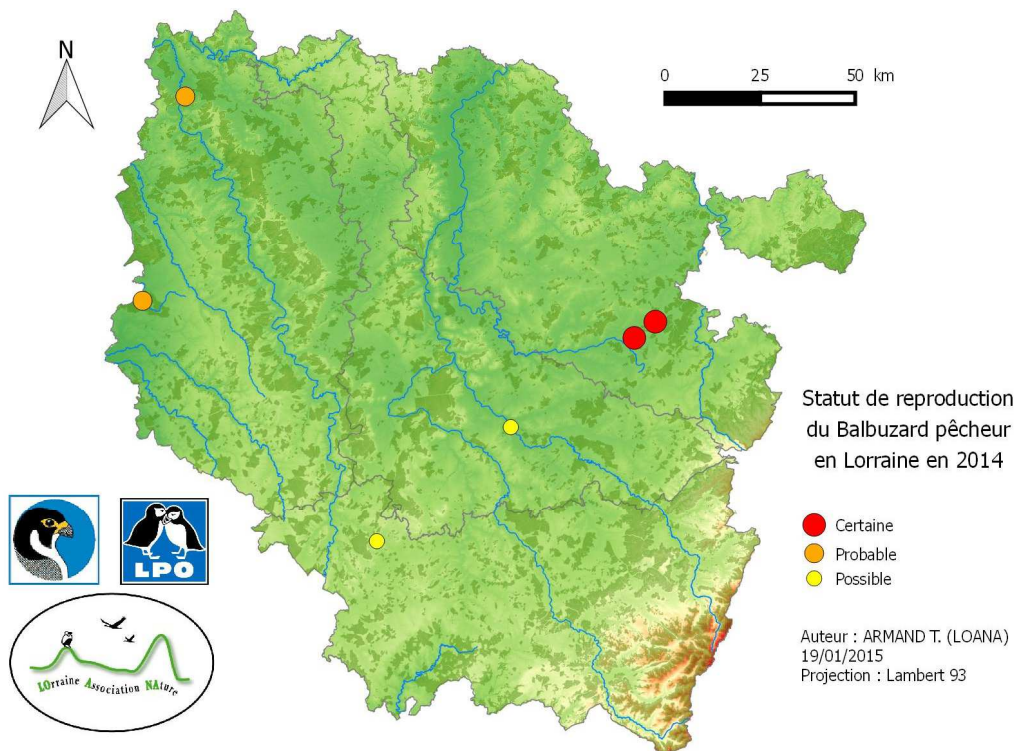 N
0 25 50 km
Statut de reproduction
du Balbuzard pêcheur
en Lorraine en 2014
Certaine
Probable
Possible
LPO
LOrraine Association NAture
Auteur : ARMAND T. (LOANA)
19/01/2015
Projection : Lambert 93